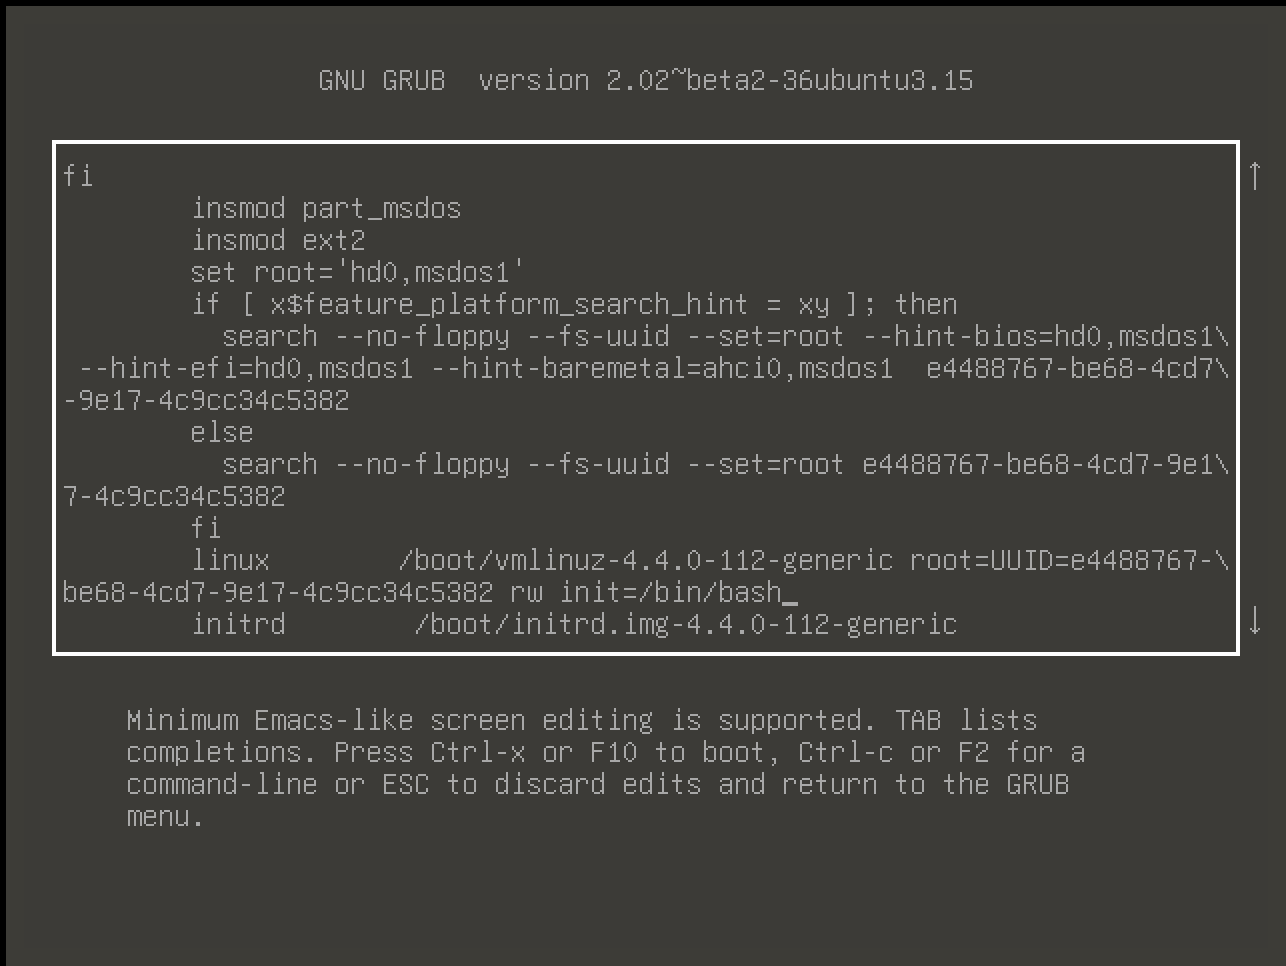 GNU GRUB  version 2.02~beta2-36ubuntu3.15
fi
        insmod part_msdos
        insmod ext2
        set root='hd0,msdos1'
        if [ x$feature_platform_search_hint = xy ]; then
          search --no-floppy --fs-uuid --set=root --hint-bios=hd0,msdos1\
 --hint-efi=hd0,msdos1 --hint-baremetal=ahci0,msdos1  e4488767-be68-4cd7\
-9e17-4c9cc34c5382
        else
          search --no-floppy --fs-uuid --set=root e4488767-be68-4cd7-9e1\
7-4c9cc34c5382
        fi
        linux        /boot/vmlinuz-4.4.0-112-generic root=UUID=e4488767-\
be68-4cd7-9e17-4c9cc34c5382 rw init=/bin/bash_
        initrd        /boot/initrd.img-4.4.0-112-generic
Minimum Emacs-like screen editing is supported. TAB lists
completions. Press Ctrl-x or F10 to boot, Ctrl-c or F2 for a
command-line or ESC to discard edits and return to the GRUB
menu.